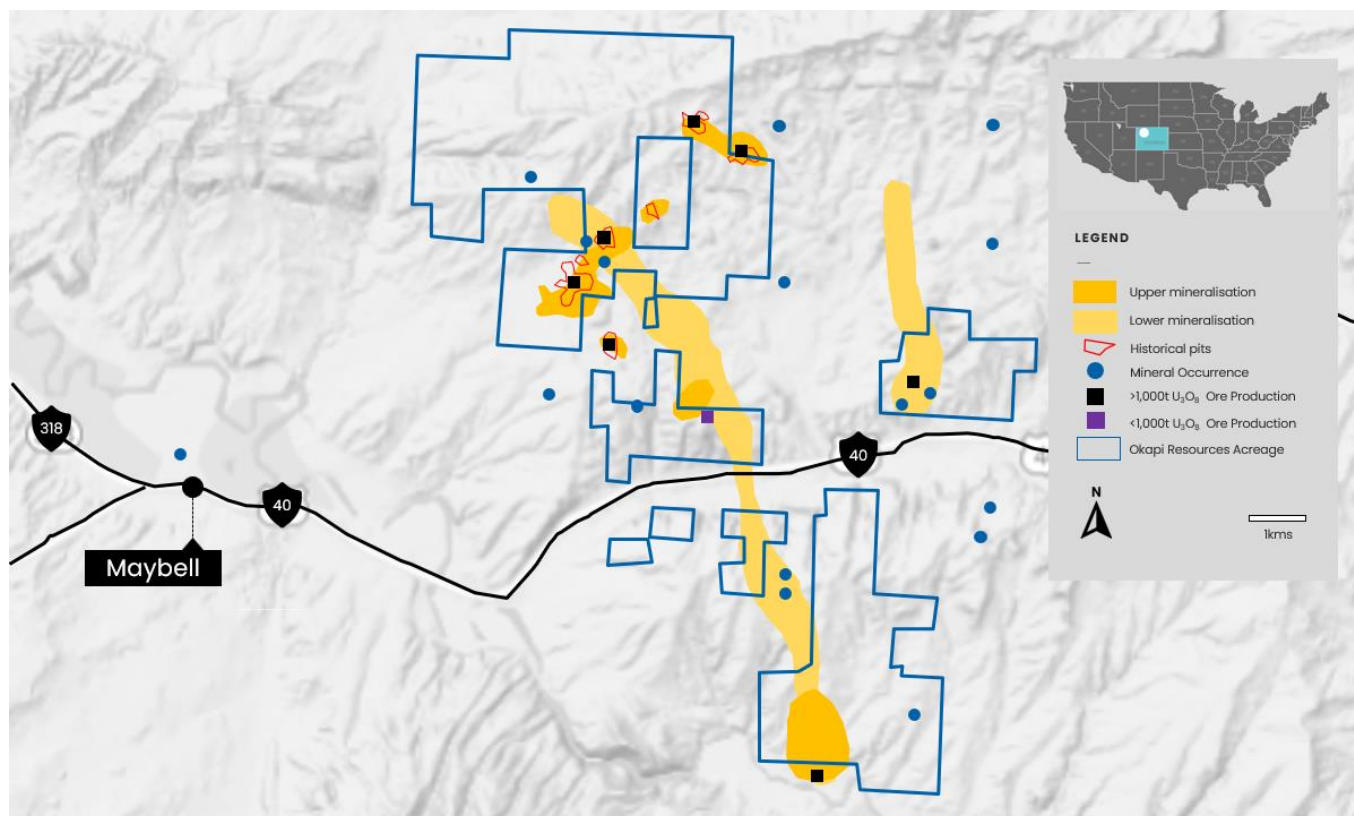 LEGEND
Upper mineralisation
Lower mineralisation
Historical pits
Mineral Occurrence
>1,000t U₃O₈ Ore Production
<1,000t U₃O₈ Ore Production
Okapi Resources Acreage
N
1kms
318
40
40
Maybell